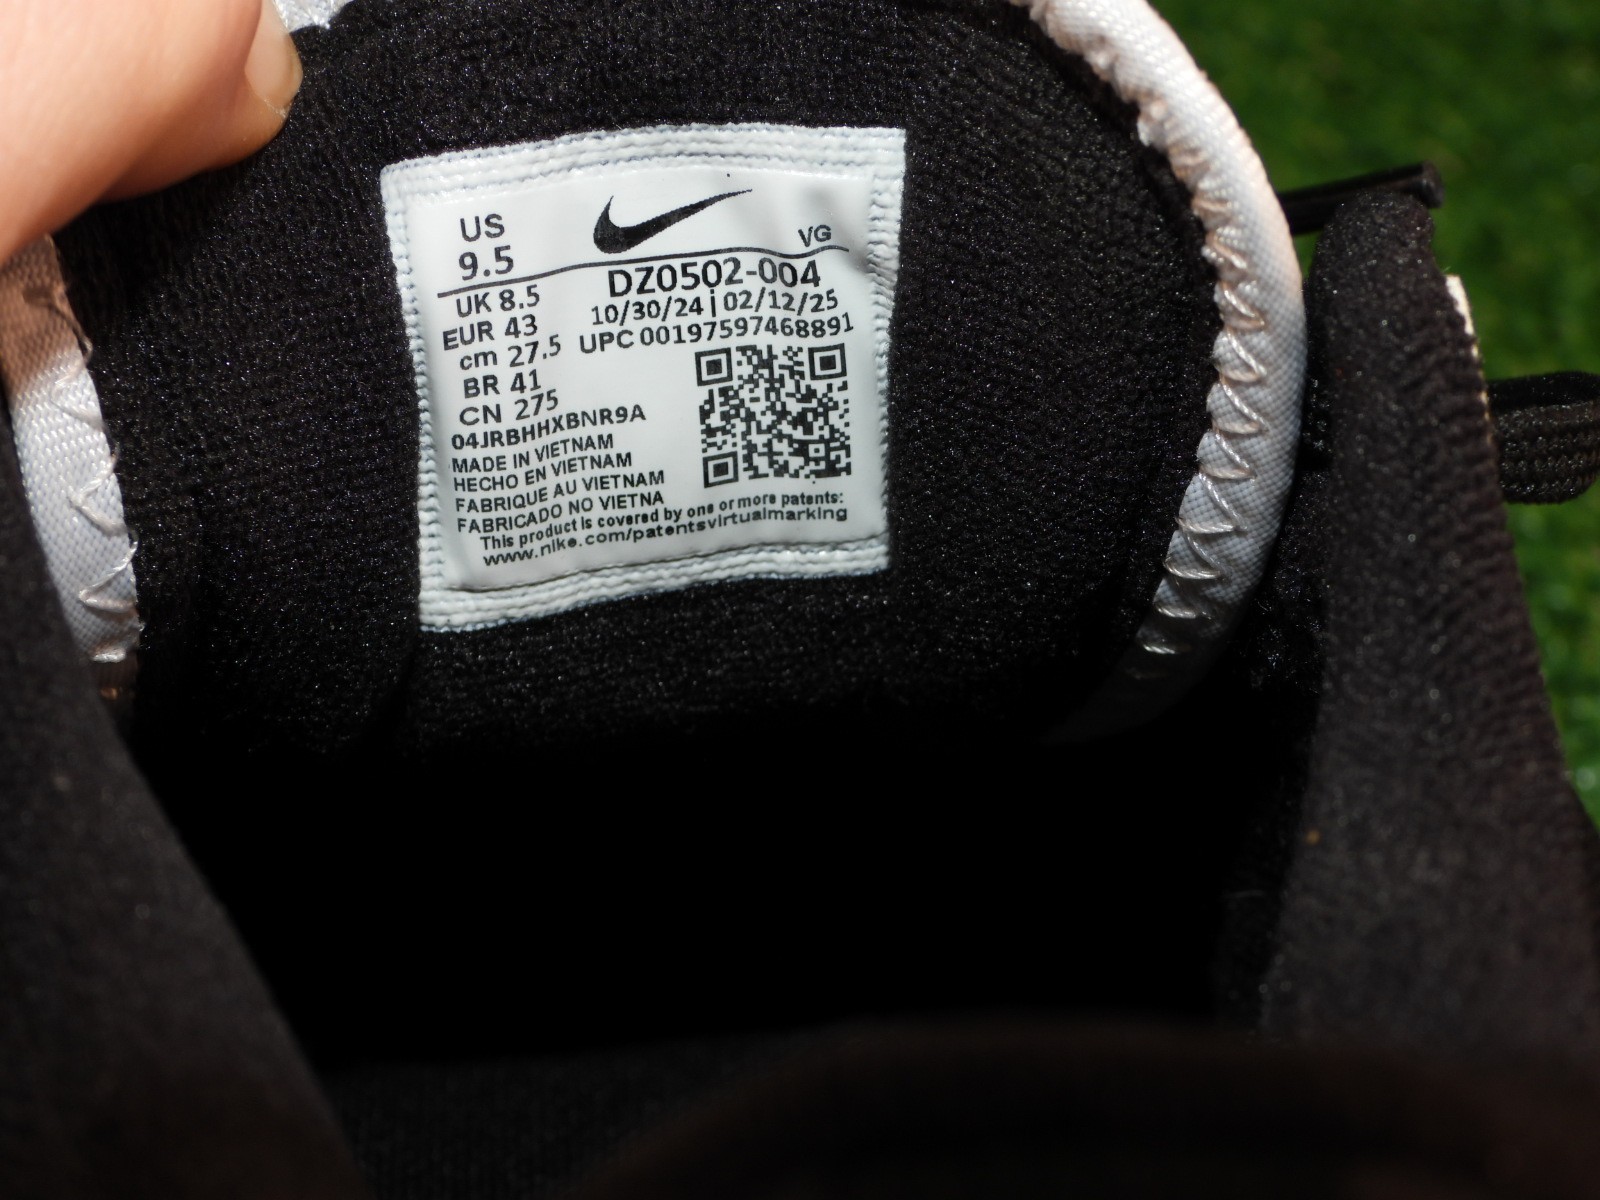 US
9.5
VG
UK 8.5
EUR 43
cm 27.5
BR 41
CN 275
DZ0502-004
10/30/24 | 02/12/25
UPC 00197597468891
04JRBHHXBNR9A
MADE IN VIETNAM
HECHO EN VIETNAM
FABRIQUE AU VIETNAM
FABRICADO NO VIETNA
This product is covered by one or more patents:
www.nike.com/patentsvirtualmarking